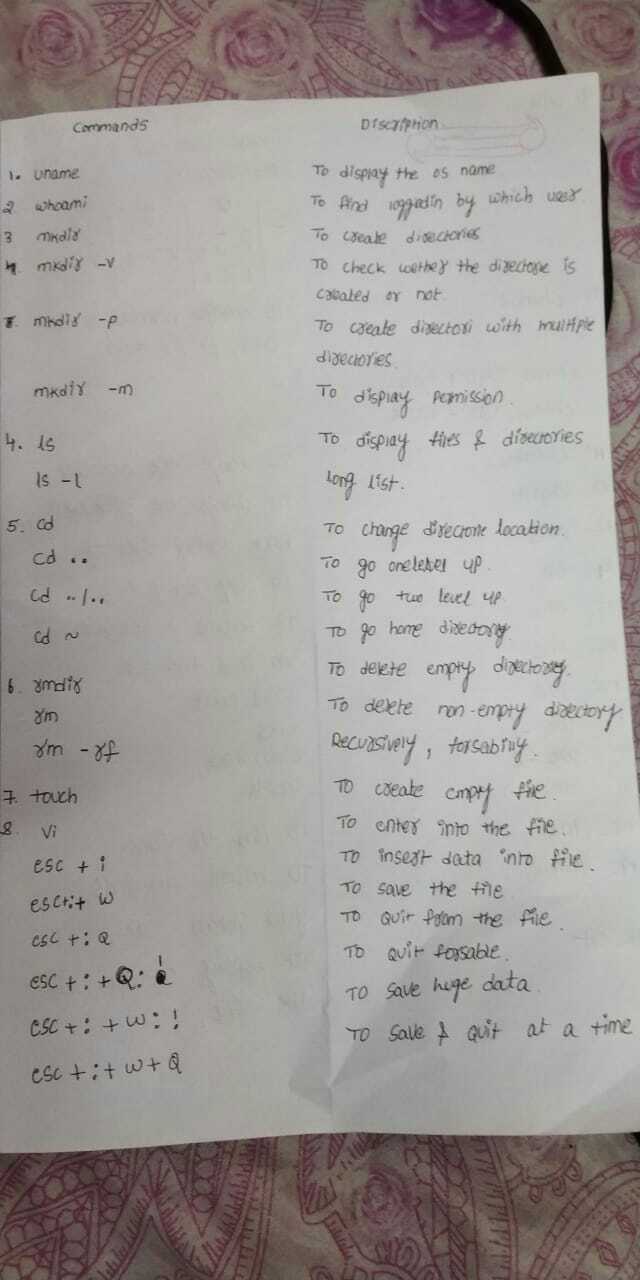 Commands Discription
1. uname To display the os name
2 whoami To find loggedin by which user.
3 mkdir To create directories
4. mkdir -v To check wether the directorie is
created or not.
mkdir -p To create directori with multiple
directories.
mkdir -m To display permission.
4. ls To display files & directories
ls -l long list.
5. cd To change directorie location.
cd .. To go onelevel up.
cd ../.. To go two level up.
cd ~ To go home directory
6. rmdir To delete empty directory.
rm To delete non-empty directory
rm -rf Recursively, forsabily.
7. touch To create empty file.
8. Vi To enter into the file.
esc + i To insert data into file.
esc+:+ W To save the file
esc +: Q To Quit from the file.
esc +: +Q: ! To Quit forsable.
esc +: +W: ! To save huge data.
esc +:+ W+Q To save & Quit at a time